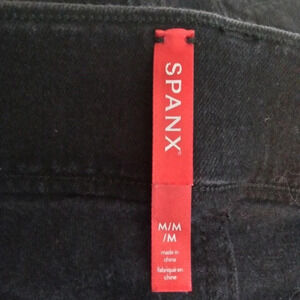 SPANX®
M/M
/M
made in
china
fabriqué en
chine